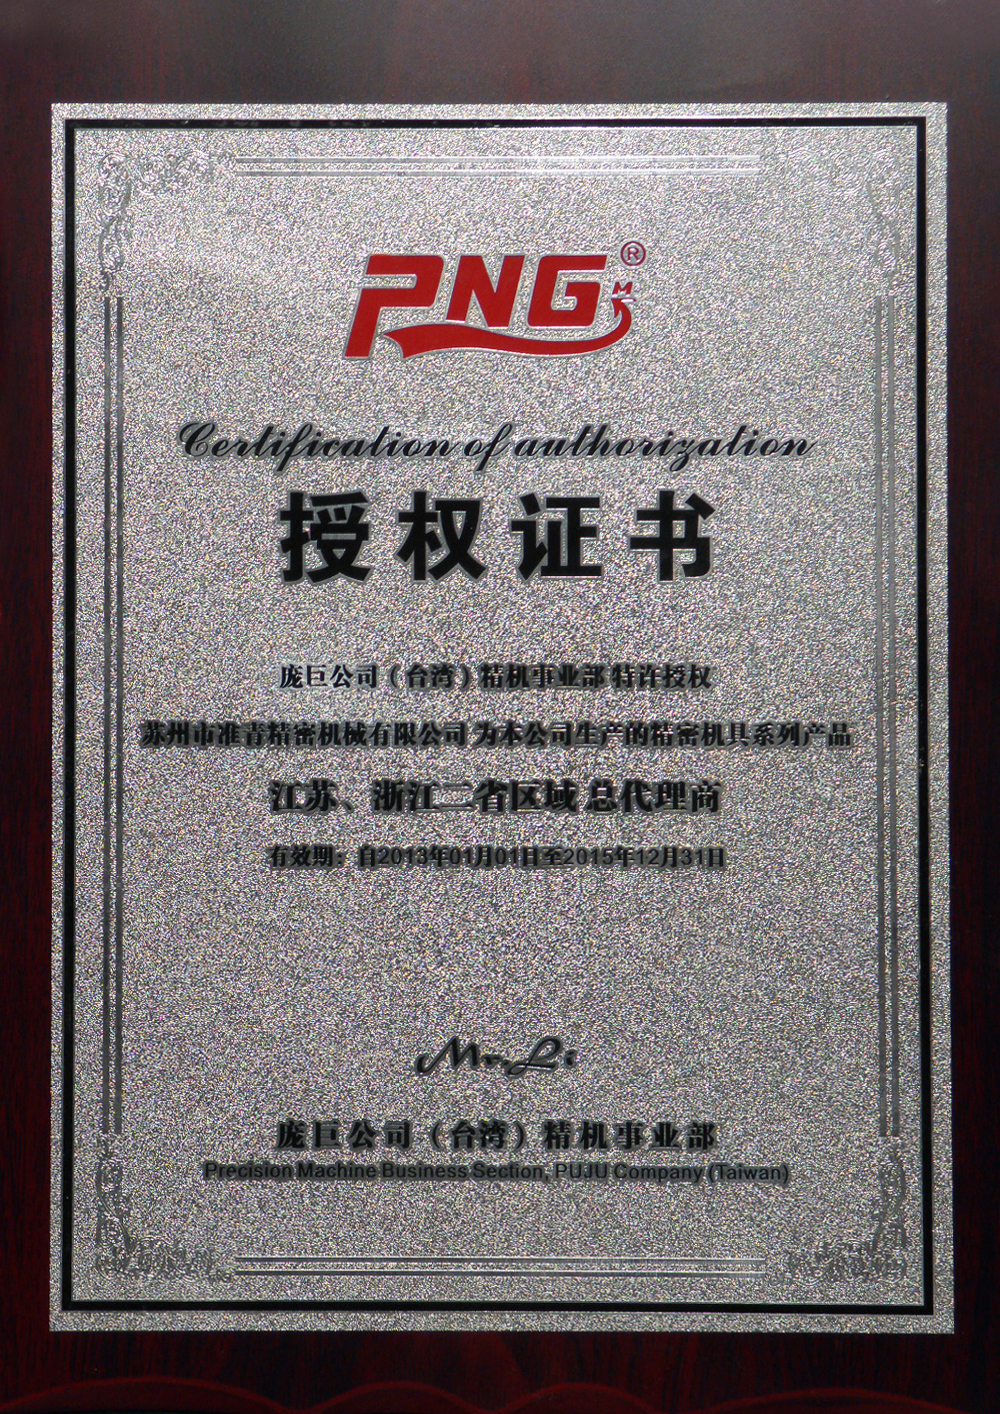 PNG®
M
Certification of authorization
授权证书
庞巨公司（台湾）精机事业部 特许授权
苏州市准青精密机械有限公司 为本公司生产的精密机具系列产品
江苏、浙江二省区域 总代理商
有效期：自2013年01月01日至2015年12月31日
Mr.Li
庞巨公司（台湾）精机事业部
Precision Machine Business Section, PUJU Company (Taiwan)